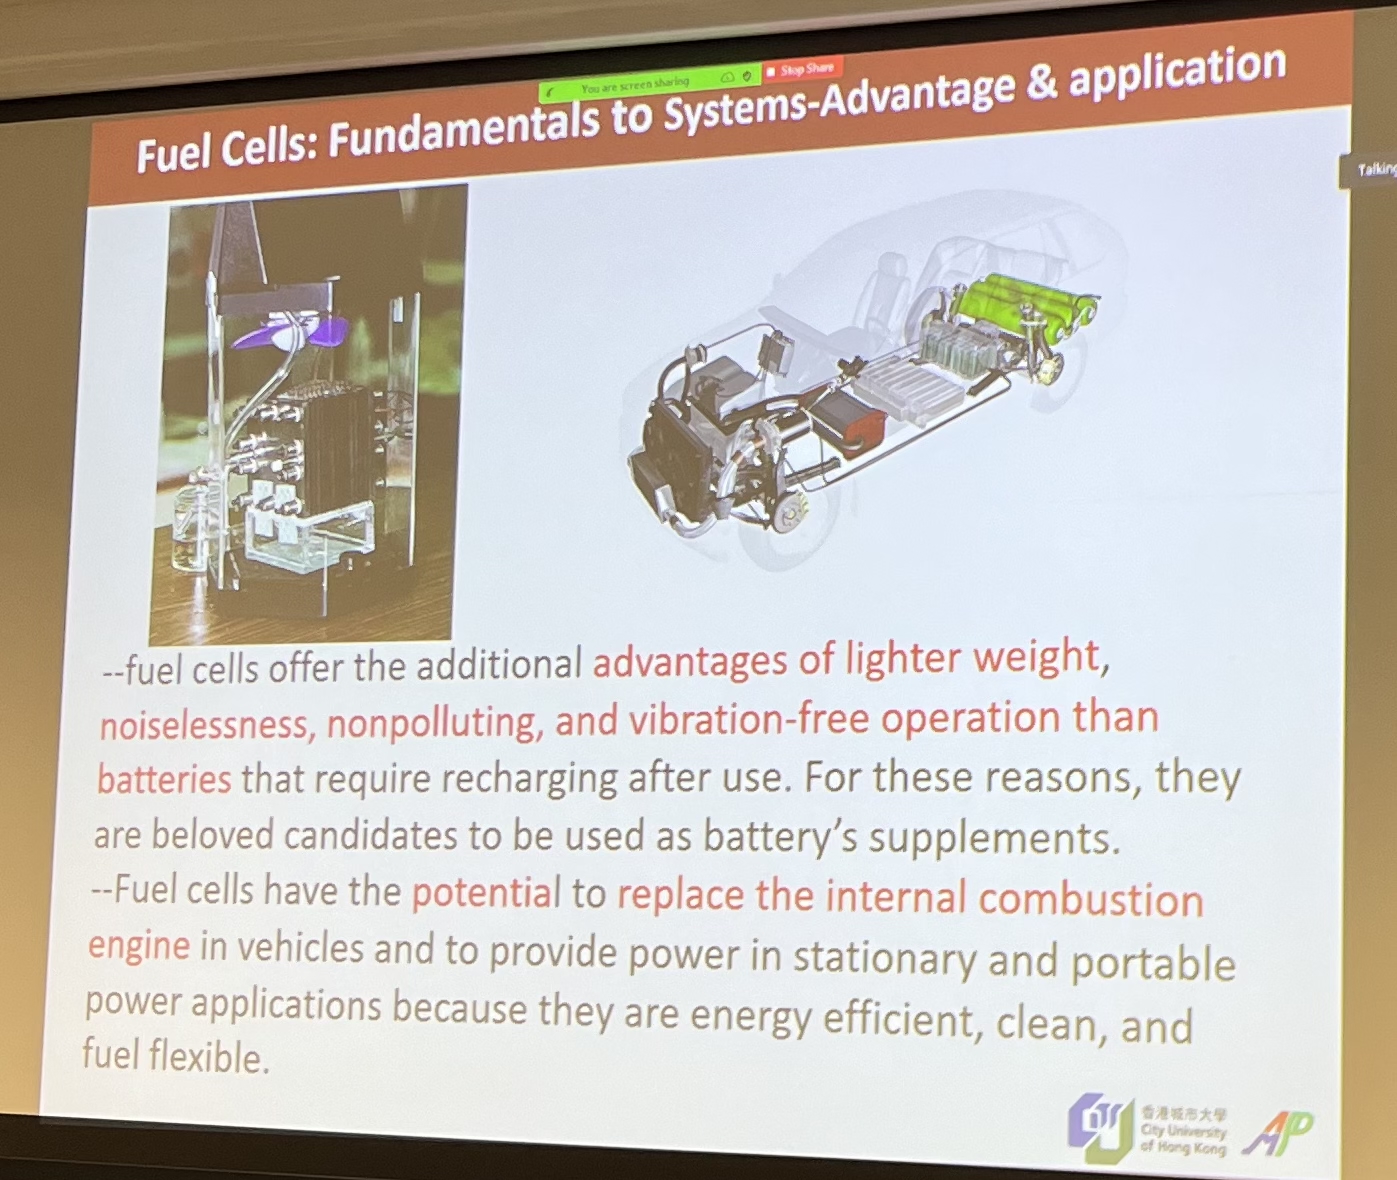 You are screen sharing
Stop Share
Fuel Cells: Fundamentals to Systems-Advantage & application
Talking
--fuel cells offer the additional advantages of lighter weight,
noiselessness, nonpolluting, and vibration-free operation than
batteries that require recharging after use. For these reasons, they
are beloved candidates to be used as battery's supplements.
--Fuel cells have the potential to replace the internal combustion
engine in vehicles and to provide power in stationary and portable
power applications because they are energy efficient, clean, and
fuel flexible.
香港城市大學
City University
of Hong Kong
AP